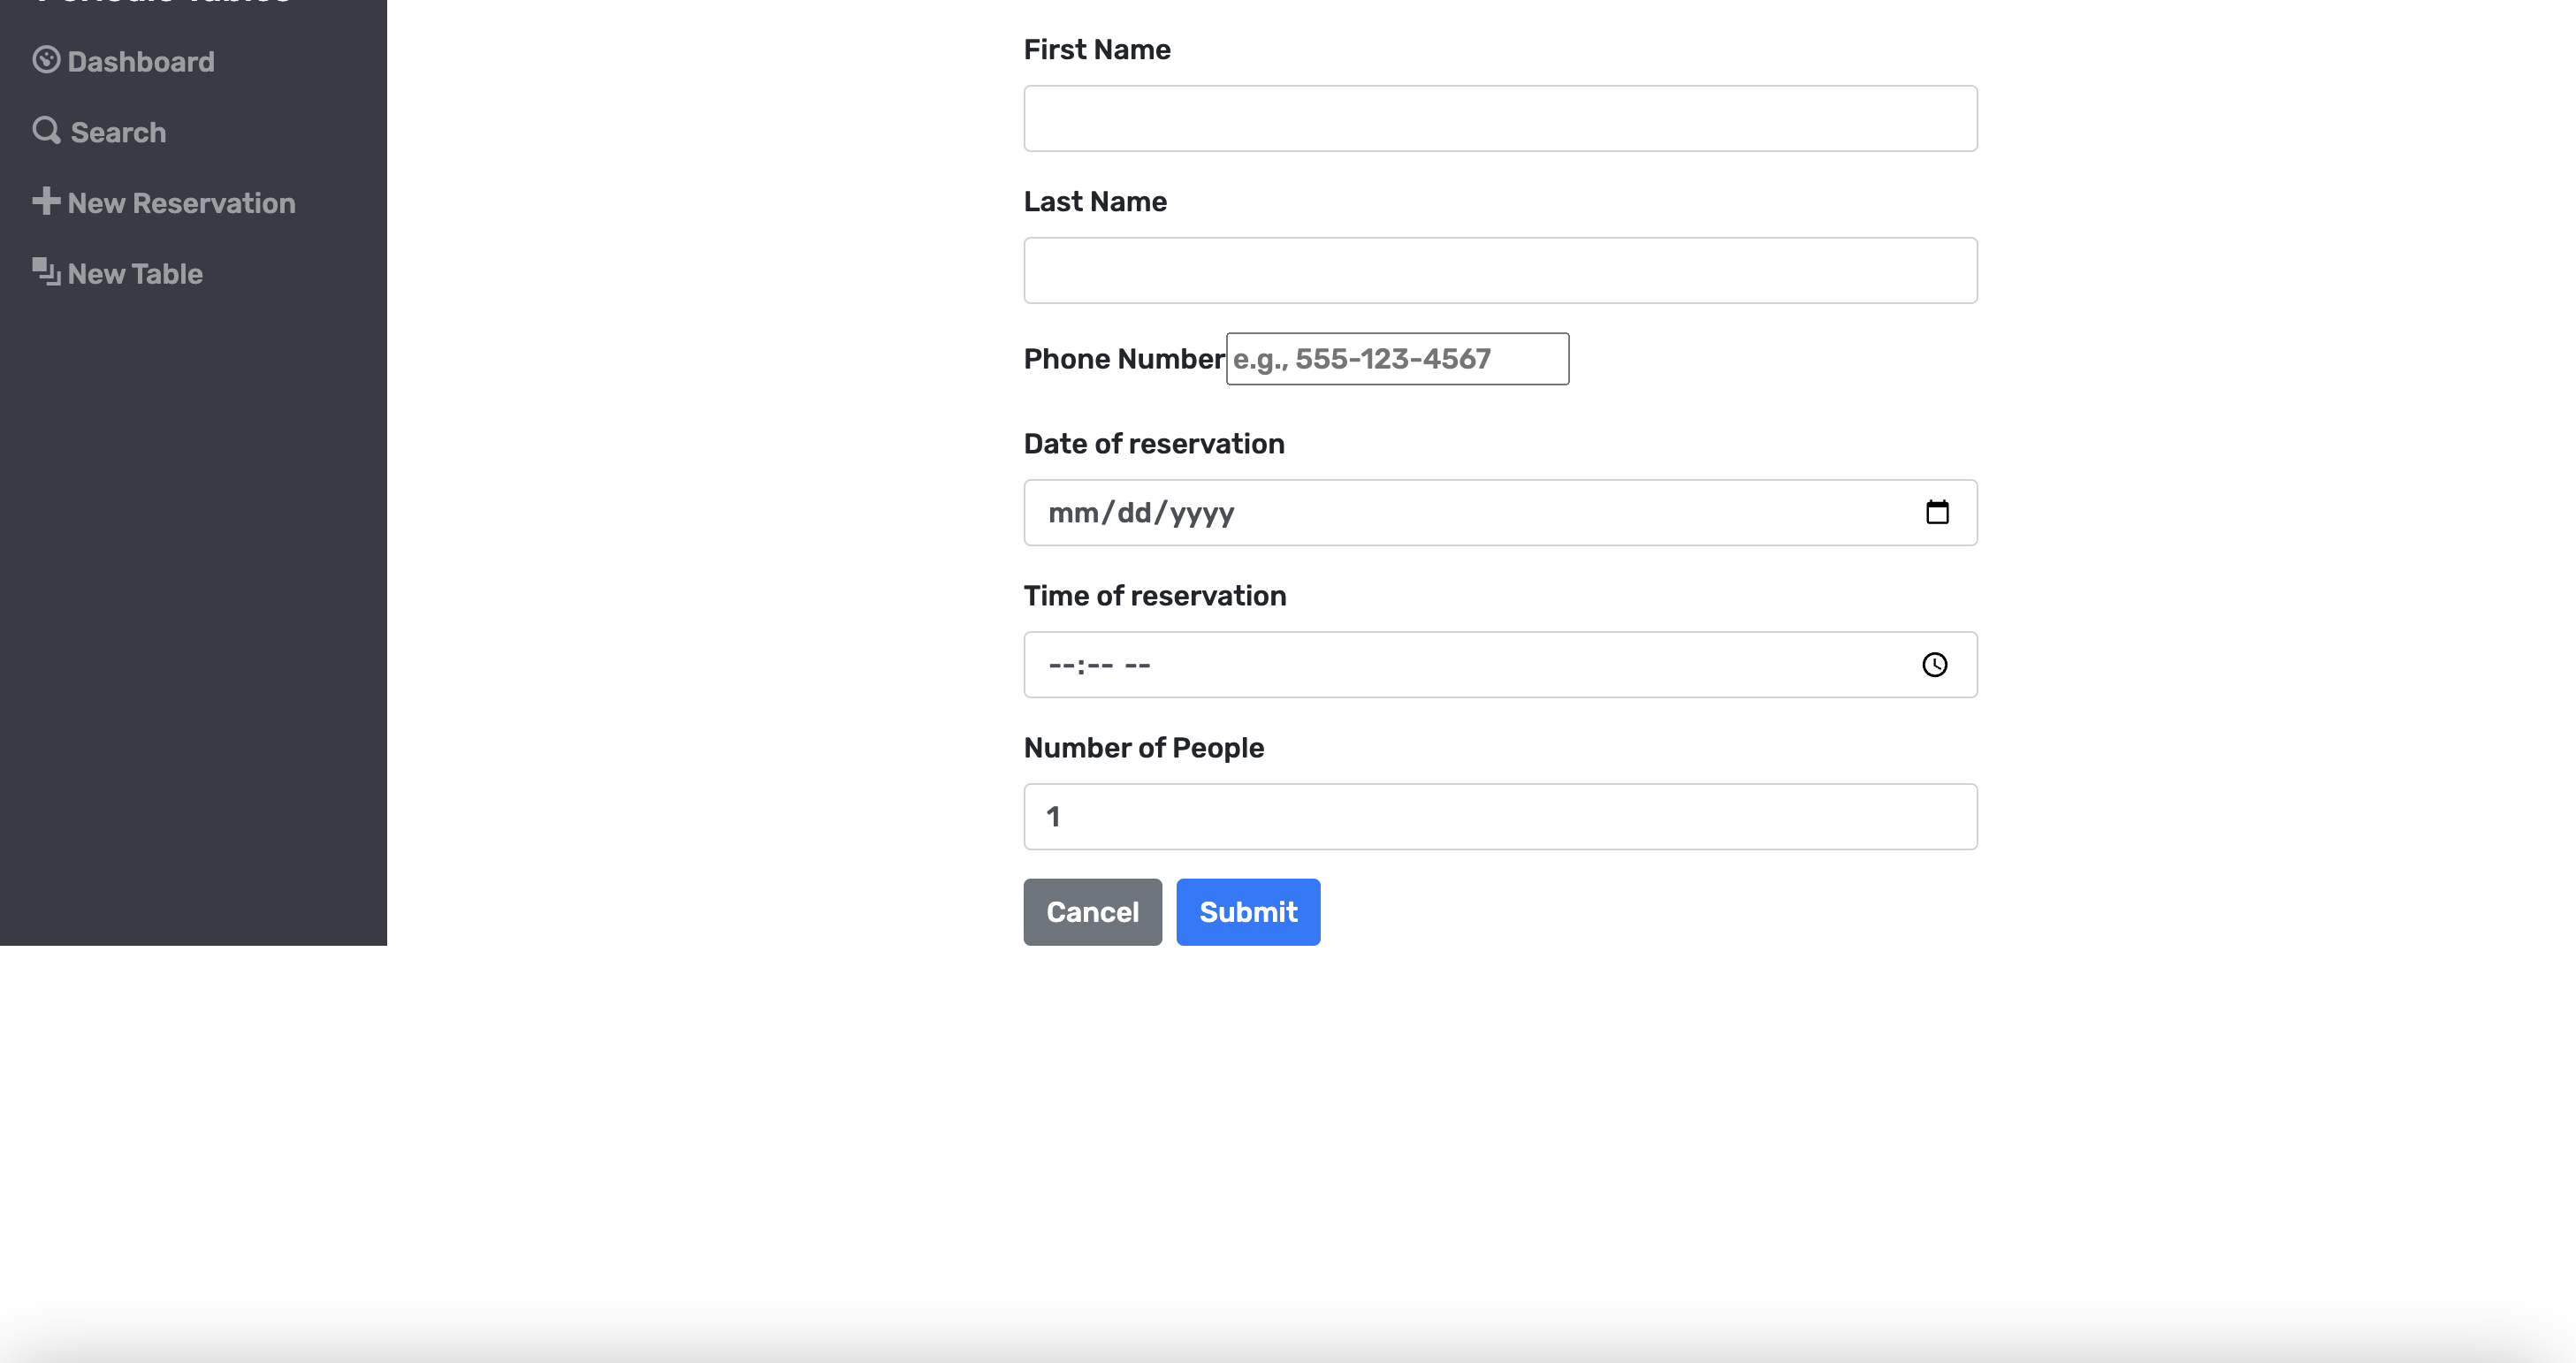 Dashboard
Search
New Reservation
New Table
First Name
Last Name
Phone Number e.g., 555-123-4567
Date of reservation
mm/dd/yyyy
Time of reservation
--:-- --
Number of People
1
Cancel Submit